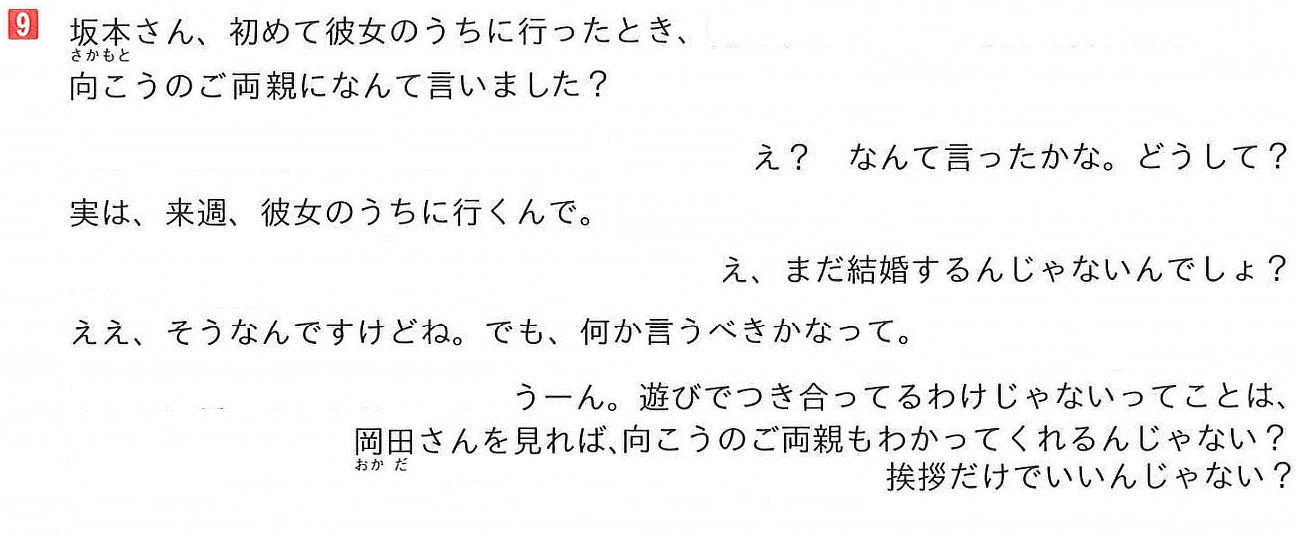 9
坂本さん、初めて彼女のうちに行ったとき、
さかもと
向こうのご両親になんて言いました？
え？　なんて言ったかな。どうして？
実は、来週、彼女のうちに行くんで。
え、まだ結婚するんじゃないんでしょ？
ええ、そうなんですけどね。でも、何か言うべきかなって。
うーん。遊びでつき合ってるわけじゃないってことは、
岡田さんを見れば、向こうのご両親もわかってくれるんじゃない？
おかだ
挨拶だけでいいんじゃない？